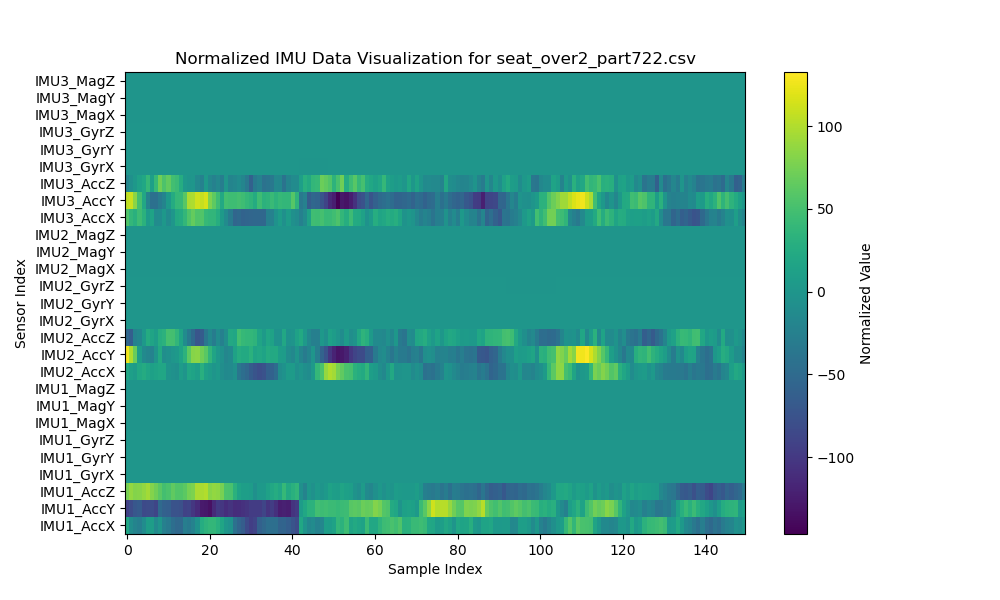 Normalized IMU Data Visualization for seat_over2_part722.csv
IMU3_MagZ
IMU3_MagY
IMU3_MagX
IMU3_GyrZ
IMU3_GyrY
IMU3_GyrX
IMU3_AccZ
IMU3_AccY
IMU3_AccX
IMU2_MagZ
IMU2_MagY
IMU2_MagX
IMU2_GyrZ
IMU2_GyrY
IMU2_GyrX
IMU2_AccZ
IMU2_AccY
IMU2_AccX
IMU1_MagZ
IMU1_MagY
IMU1_MagX
IMU1_GyrZ
IMU1_GyrY
IMU1_GyrX
IMU1_AccZ
IMU1_AccY
IMU1_AccX
Sensor Index
0 20 40 60 80 100 120 140
Sample Index
100
50
0
−50
−100
Normalized Value